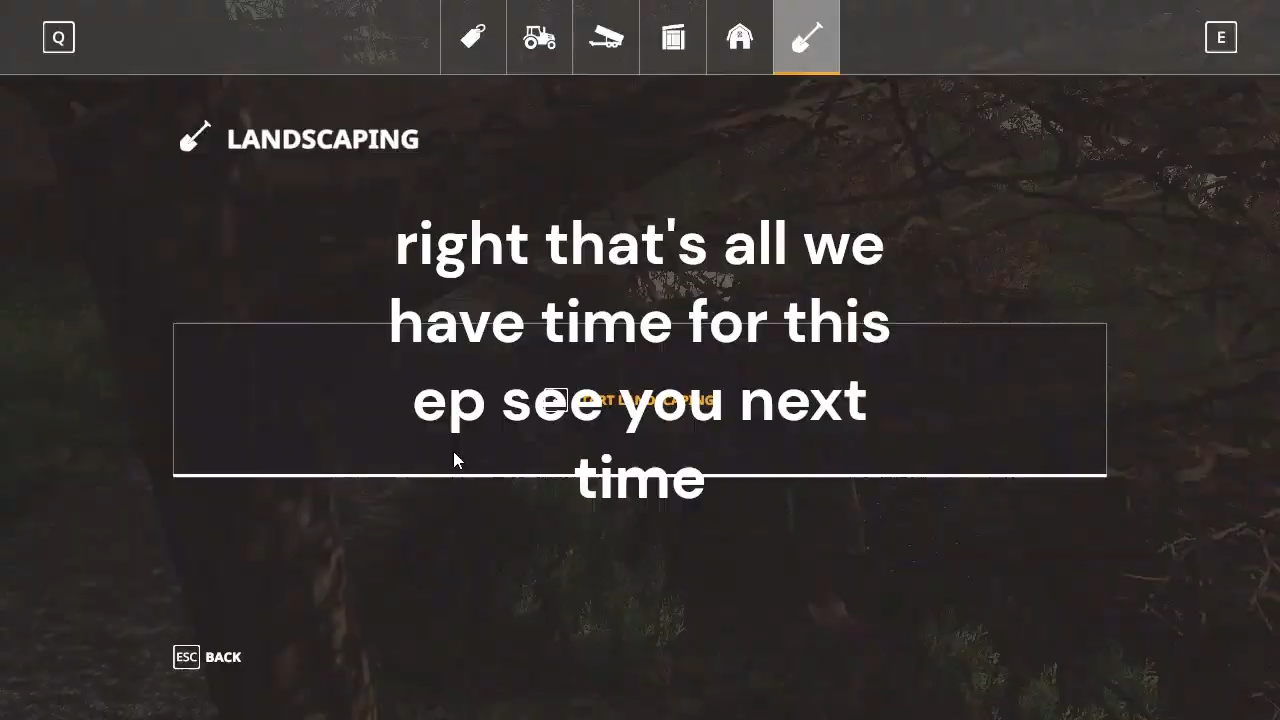 Q
E
LANDSCAPING
right that's all we
have time for this
ep see you next
time
ESC BACK